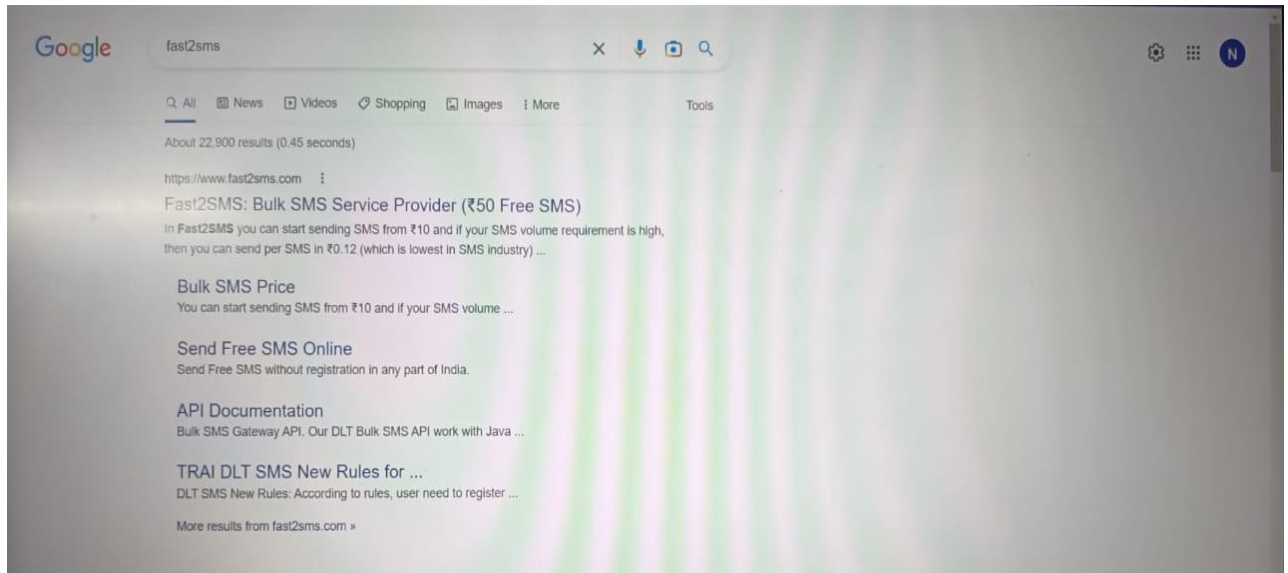 Google
fast2sms
N
All News Videos Shopping Images More Tools
About 22,900 results (0.45 seconds)
https://www.fast2sms.com
Fast2SMS: Bulk SMS Service Provider (₹50 Free SMS)
In Fast2SMS you can start sending SMS from ₹10 and if your SMS volume requirement is high,
then you can send per SMS in ₹0.12 (which is lowest in SMS industry) ...
Bulk SMS Price
You can start sending SMS from ₹10 and if your SMS volume ...
Send Free SMS Online
Send Free SMS without registration in any part of India.
API Documentation
Bulk SMS Gateway API. Our DLT Bulk SMS API work with Java ...
TRAI DLT SMS New Rules for ...
DLT SMS New Rules: According to rules, user need to register ...
More results from fast2sms.com »